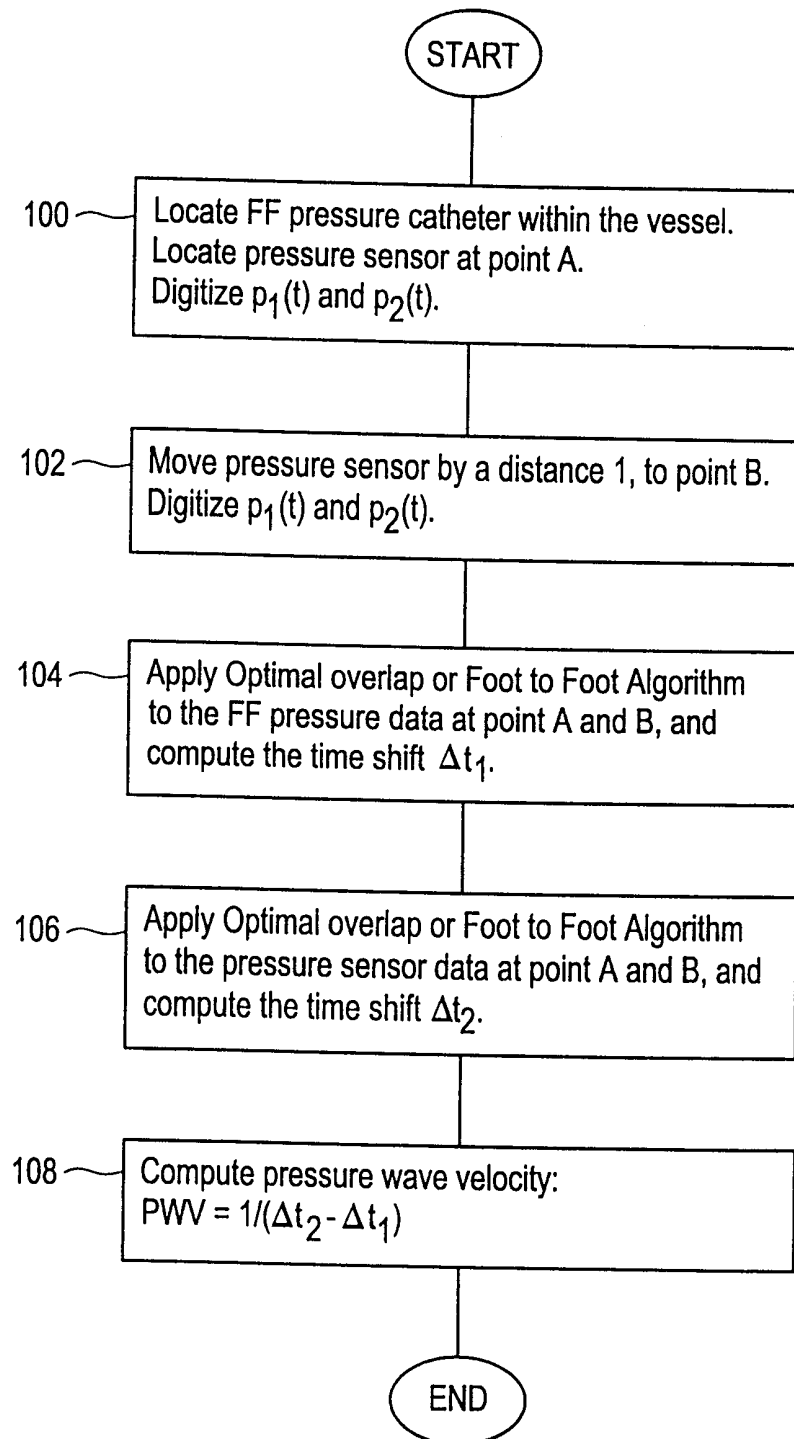 START
100
Locate FF pressure catheter within the vessel.
Locate pressure sensor at point A.
Digitize p₁(t) and p₂(t).
102
Move pressure sensor by a distance 1, to point B.
Digitize p₁(t) and p₂(t).
104
Apply Optimal overlap or Foot to Foot Algorithm
to the FF pressure data at point A and B, and
compute the time shift Δt₁.
106
Apply Optimal overlap or Foot to Foot Algorithm
to the pressure sensor data at point A and B, and
compute the time shift Δt₂.
108
Compute pressure wave velocity:
PWV = 1/(Δt₂ - Δt₁)
END